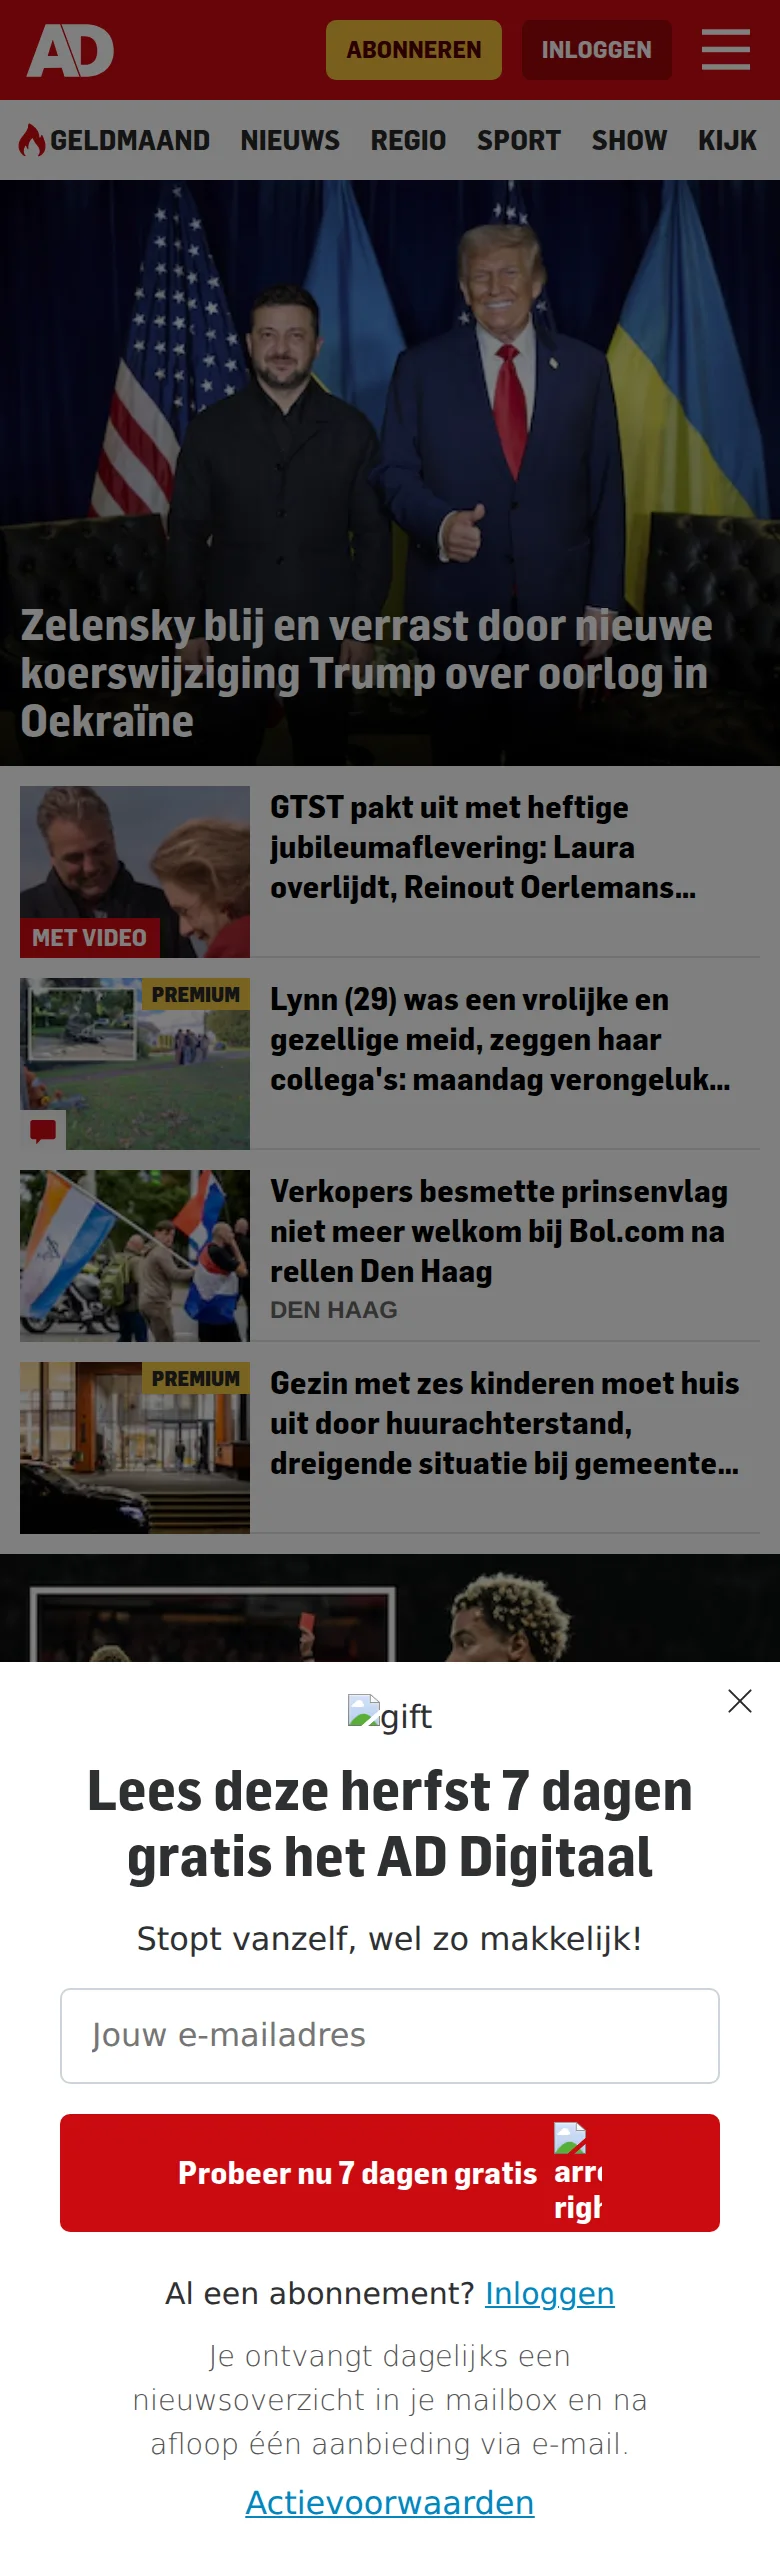 AD
ABONNEREN
INLOGGEN
GELDMAAND NIEUWS REGIO SPORT SHOW KIJK
Zelensky blij en verrast door nieuwe
koerswijziging Trump over oorlog in
Oekraïne
MET VIDEO
GTST pakt uit met heftige
jubileumaflevering: Laura
overlijdt, Reinout Oerlemans...
PREMIUM
Lynn (29) was een vrolijke en
gezellige meid, zeggen haar
collega's: maandag verongeluk...
Verkopers besmette prinsenvlag
niet meer welkom bij Bol.com na
rellen Den Haag
DEN HAAG
PREMIUM
Gezin met zes kinderen moet huis
uit door huurachterstand,
dreigende situatie bij gemeente...
gift
Lees deze herfst 7 dagen
gratis het AD Digitaal
Stopt vanzelf, wel zo makkelijk!
Jouw e-mailadres
Probeer nu 7 dagen gratis
Al een abonnement? Inloggen
Je ontvangt dagelijks een
nieuwsoverzicht in je mailbox en na
afloop één aanbieding via e-mail.
Actievoorwaarden